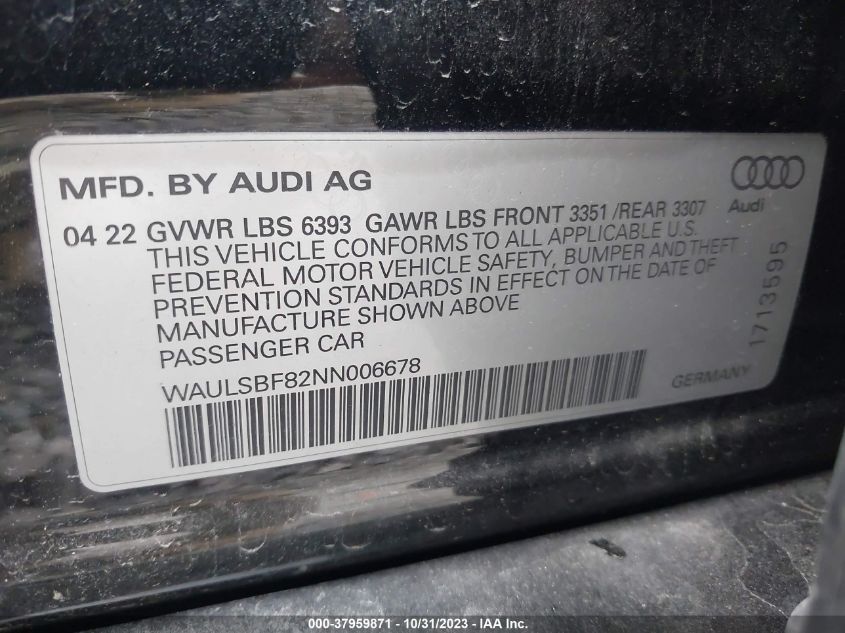 MFD. BY AUDI AG
Audi
04 22 GVWR LBS 6393 GAWR LBS FRONT 3351 /REAR 3307
THIS VEHICLE CONFORMS TO ALL APPLICABLE U.S.
FEDERAL MOTOR VEHICLE SAFETY, BUMPER AND THEFT
PREVENTION STANDARDS IN EFFECT ON THE DATE OF
MANUFACTURE SHOWN ABOVE
PASSENGER CAR
WAULSBF82NN006678
GERMANY
1713595
000-37959871 - 10/31/2023 - IAA Inc.